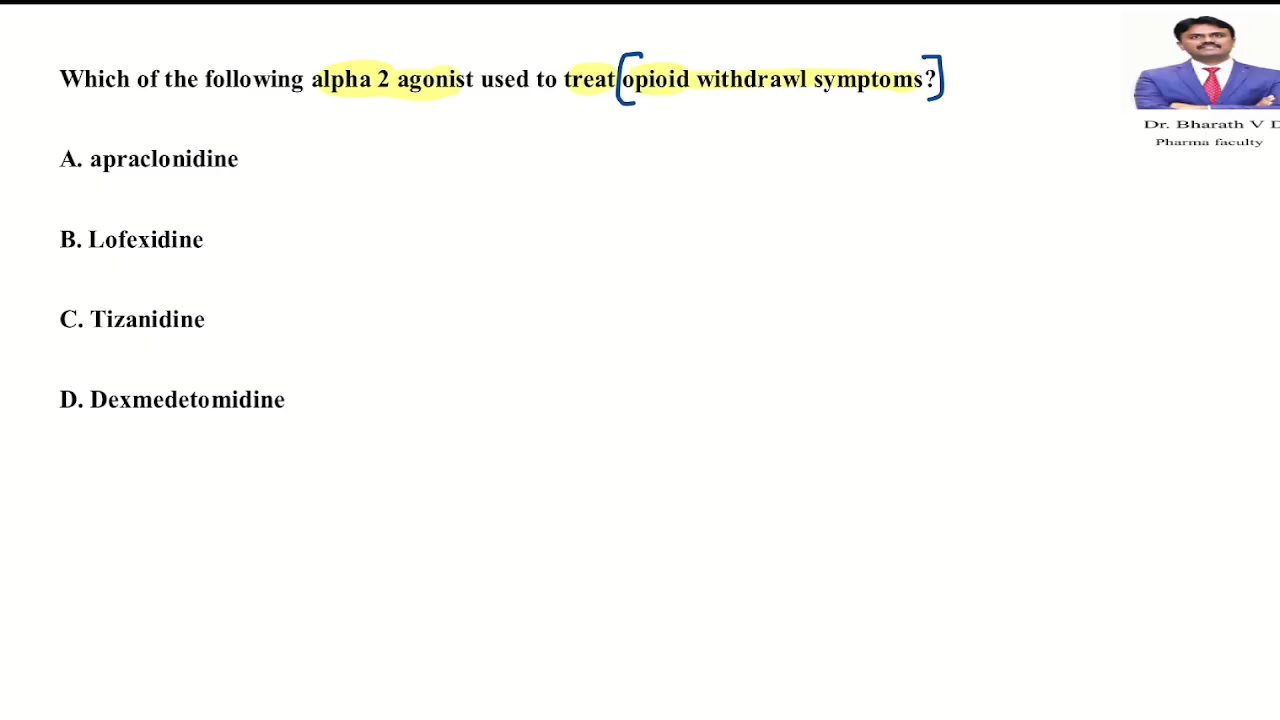 Which of the following alpha 2 agonist used to treat opioid withdrawl symptoms?
Dr. Bharath V D
Pharma faculty
A. apraclonidine
B. Lofexidine
C. Tizanidine
D. Dexmedetomidine